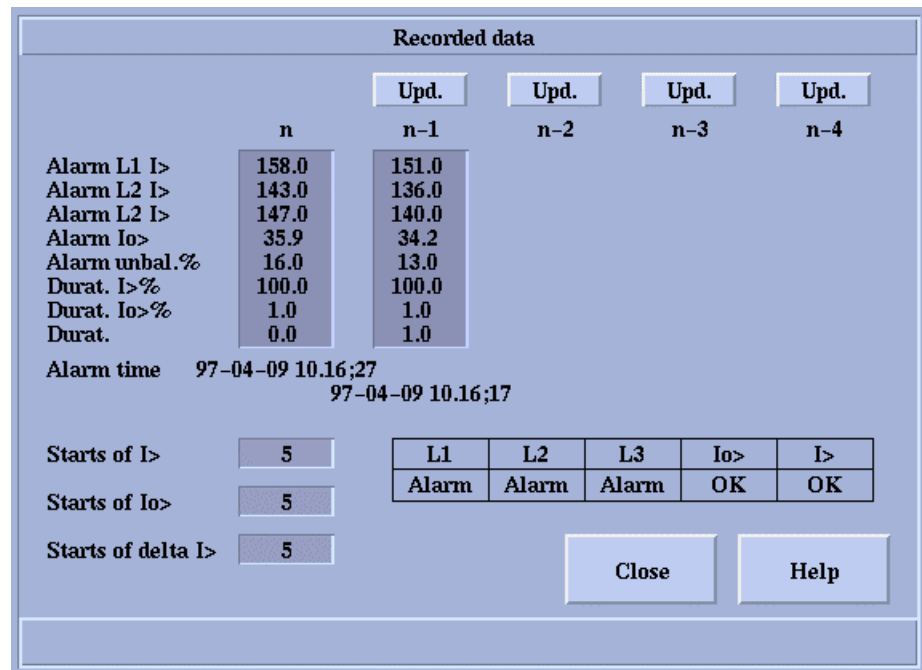 Recorded data
Upd. Upd. Upd. Upd.
n n-1 n-2 n-3 n-4
Alarm L1 I> 158.0 151.0
Alarm L2 I> 143.0 136.0
Alarm L2 I> 147.0 140.0
Alarm Io> 35.9 34.2
Alarm unbal.% 16.0 13.0
Durat. I>% 100.0 100.0
Durat. Io>% 1.0 1.0
Durat. 0.0 1.0
Alarm time 97-04-09 10.16;27
97-04-09 10.16;17
Starts of I> 5 L1 L2 L3 Io> I>
Alarm Alarm Alarm OK OK
Starts of Io> 5
Starts of delta I> 5
Close Help